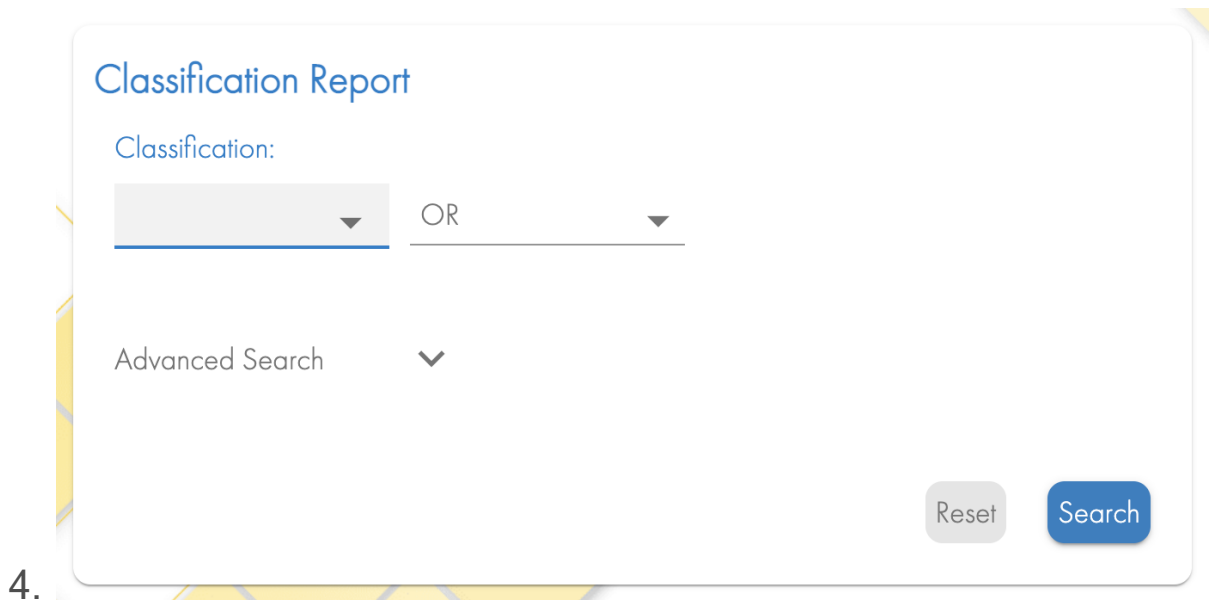 Classification Report
Classification:
OR
Advanced Search
Reset Search
4.